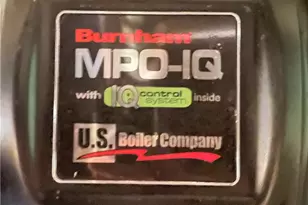 Burnham
MPO-IQ
with IQ control system inside
U.S. Boiler Company